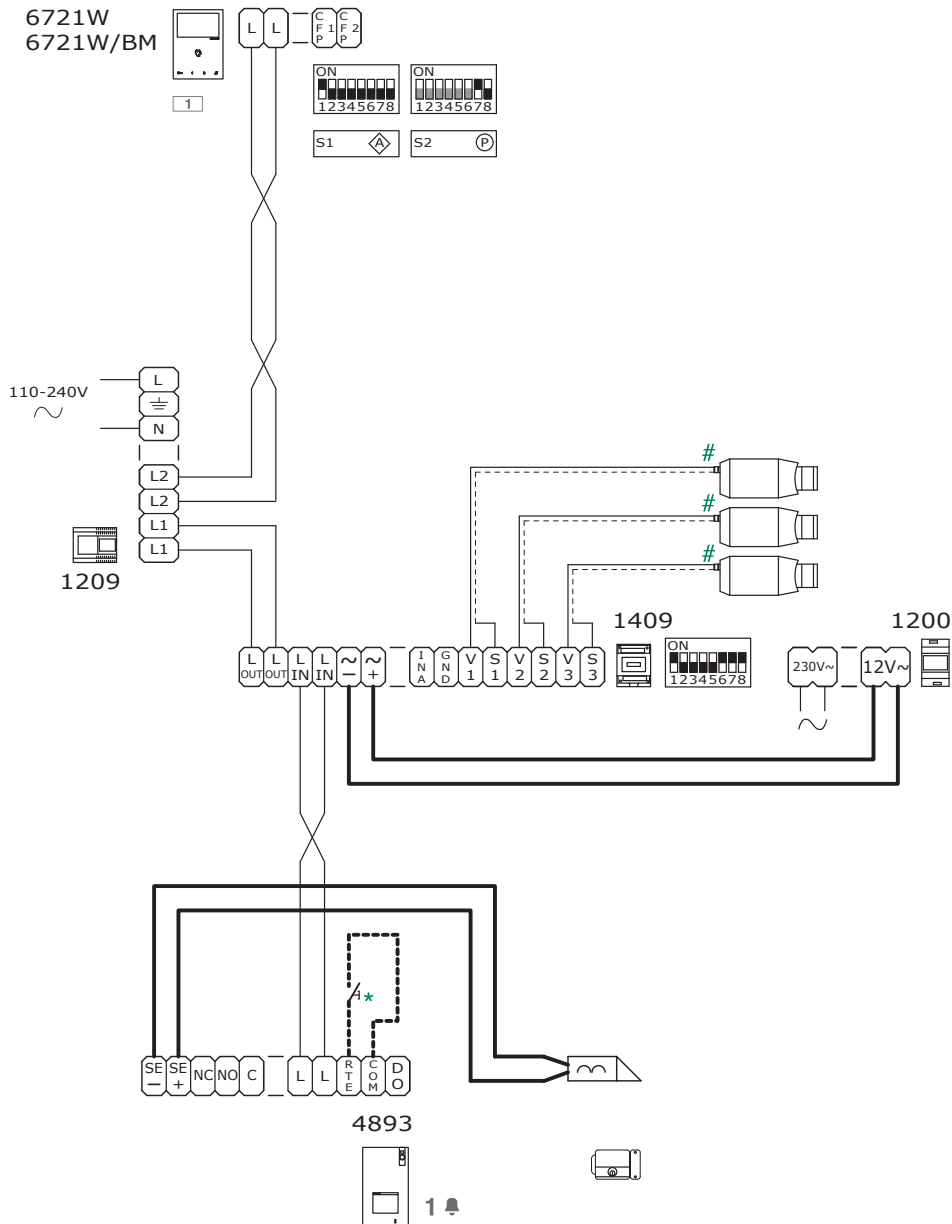 6721W
6721W/BM
L L CFP1 CFP2
1
ON ON
12345678 12345678
S1 A S2 P
110-240V
L
N
L2
L2
L1
L1
1209
#
#
#
1409 1200
L OUT L OUT L IN L IN ~ − ~ + INA GND V1 S1 V2 S2 V3 S3
ON
12345678
230V~ 12V~
*
SE − SE + NC NO C L L RTE COM DO
4893
1